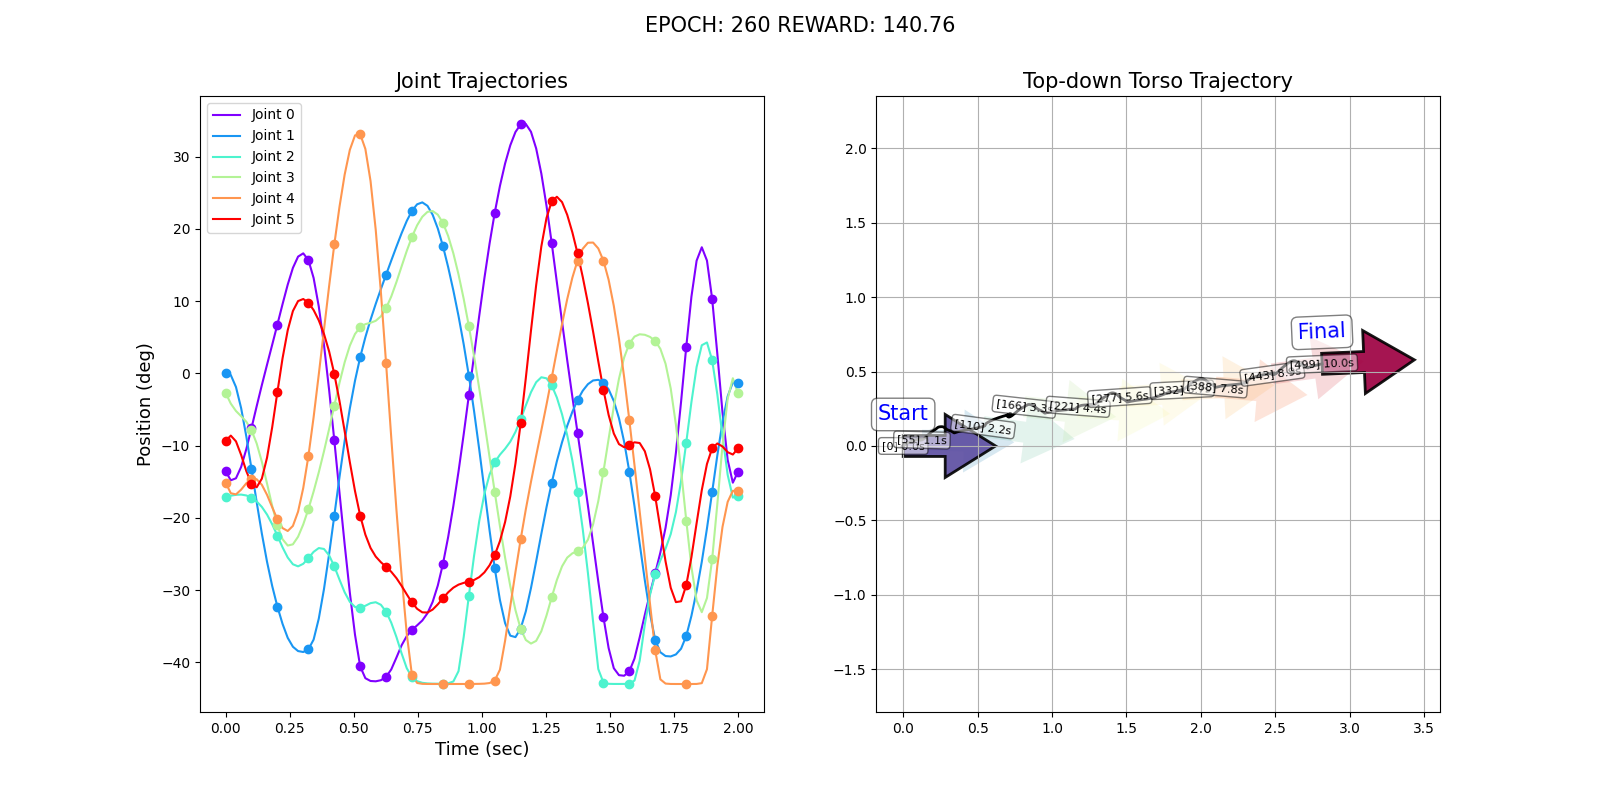 EPOCH: 260 REWARD: 140.76
Joint Trajectories
Joint 0
Joint 1
Joint 2
Joint 3
Joint 4
Joint 5
Position (deg)
30
20
10
0
−10
−20
−30
−40
0.00 0.25 0.50 0.75 1.00 1.25 1.50 1.75 2.00
Time (sec)
Top-down Torso Trajectory
2.0
1.5
1.0
0.5
0.0
−0.5
−1.0
−1.5
0.0 0.5 1.0 1.5 2.0 2.5 3.0 3.5
Start
Final
[0] 0.0s
[55] 1.1s
[110] 2.2s
[166] 3.3
[221] 4.4s
[277] 5.6s
[332]
[388] 7.8s
[443] 8.
[499] 10.0s